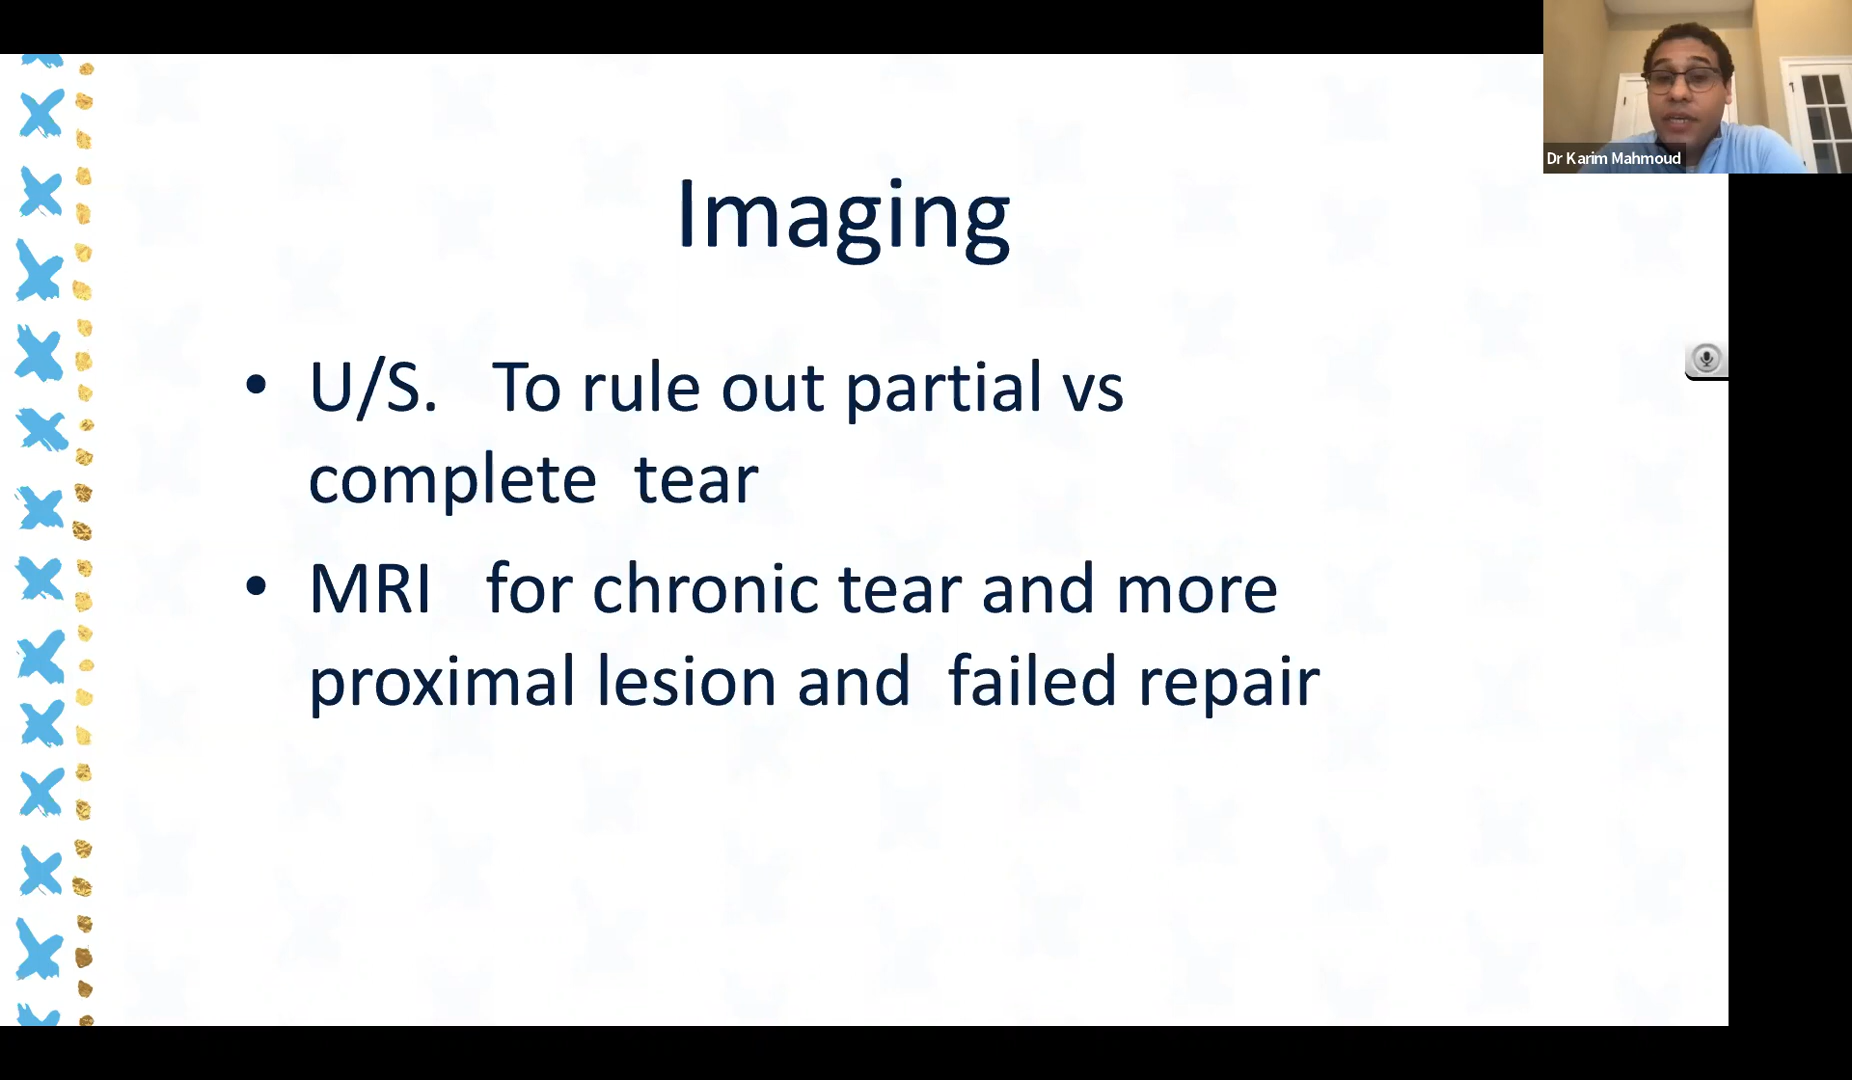 Dr Karim Mahmoud
Imaging
• U/S. To rule out partial vs
complete tear
• MRI for chronic tear and more
proximal lesion and failed repair